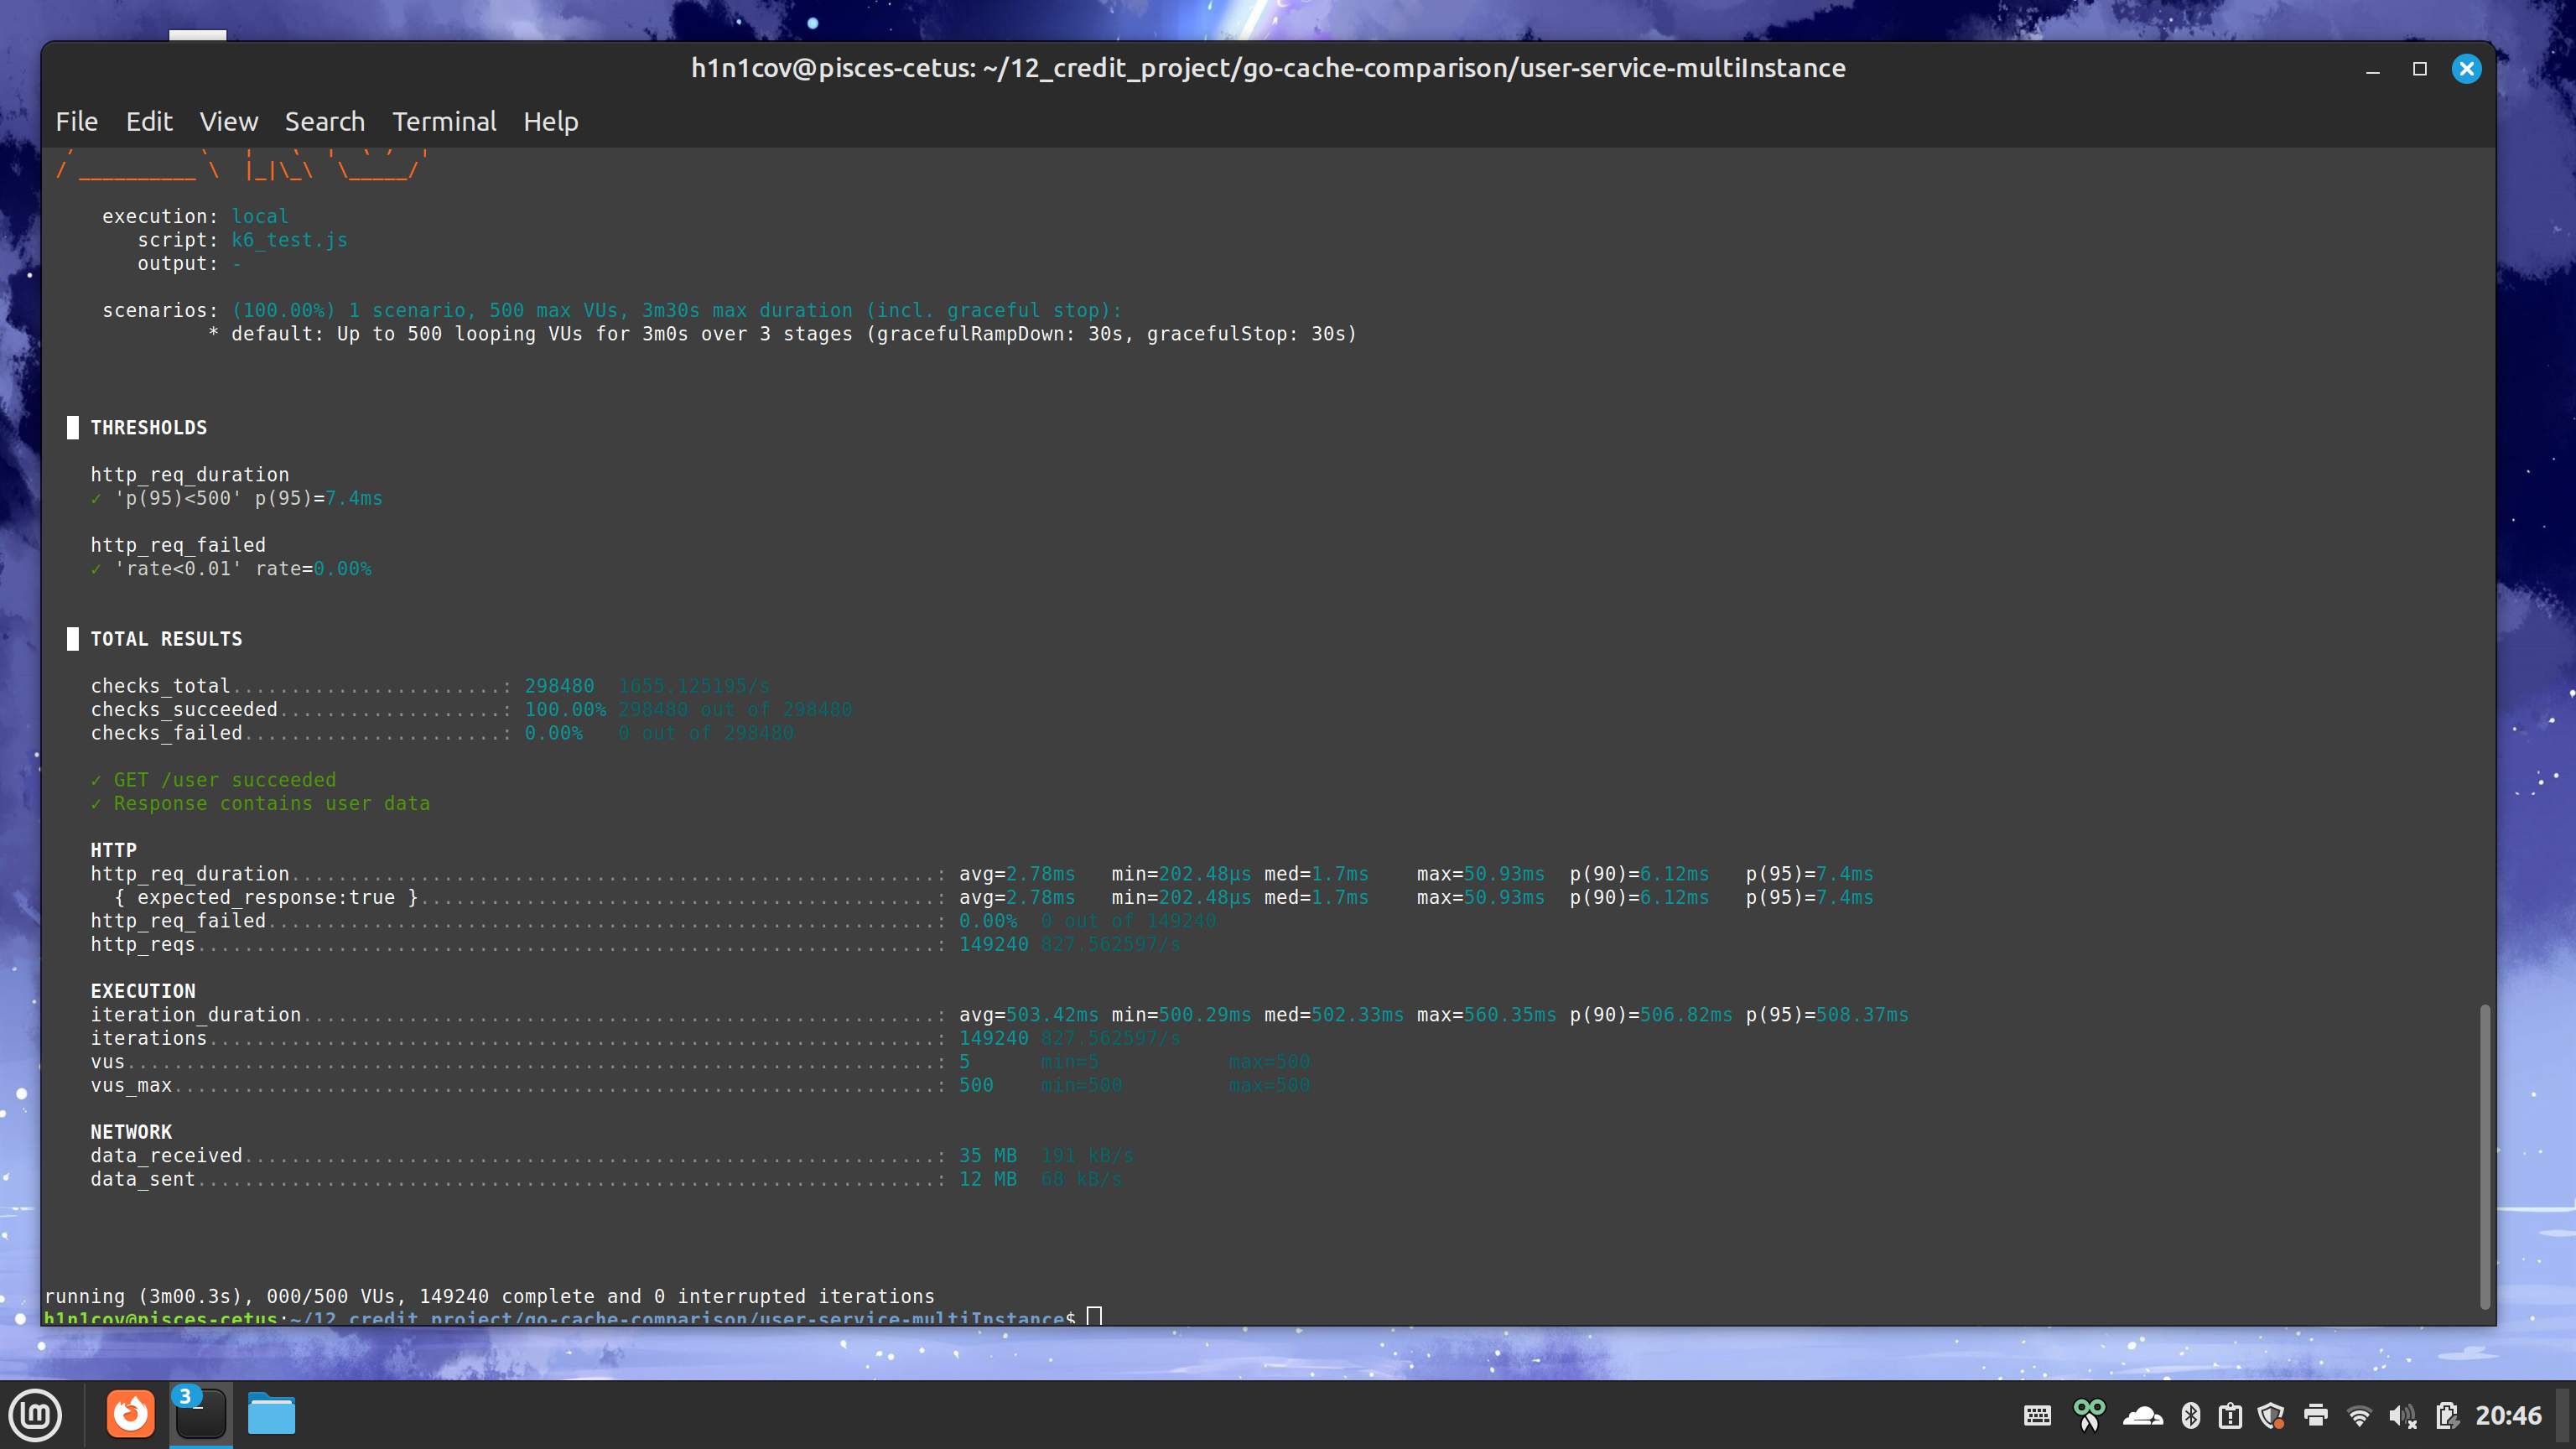 h1n1cov@pisces-cetus: ~/12_credit_project/go-cache-comparison/user-service-multiInstance
File Edit View Search Terminal Help
/ __________ \  |_|\_\  \_____/
execution: local
script: k6_test.js
output: -
scenarios: (100.00%) 1 scenario, 500 max VUs, 3m30s max duration (incl. graceful stop):
* default: Up to 500 looping VUs for 3m0s over 3 stages (gracefulRampDown: 30s, gracefulStop: 30s)
█ THRESHOLDS
http_req_duration
✓ 'p(95)<500' p(95)=7.4ms
http_req_failed
✓ 'rate<0.01' rate=0.00%
█ TOTAL RESULTS
checks_total.......................: 298480  1655.125195/s
checks_succeeded...................: 100.00% 298480 out of 298480
checks_failed......................: 0.00%   0 out of 298480
✓ GET /user succeeded
✓ Response contains user data
HTTP
http_req_duration.......................................................: avg=2.78ms   min=202.48µs med=1.7ms    max=50.93ms  p(90)=6.12ms   p(95)=7.4ms
{ expected_response:true }............................................: avg=2.78ms   min=202.48µs med=1.7ms    max=50.93ms  p(90)=6.12ms   p(95)=7.4ms
http_req_failed.........................................................: 0.00%  0 out of 149240
http_reqs...............................................................: 149240 827.562597/s
EXECUTION
iteration_duration......................................................: avg=503.42ms min=500.29ms med=502.33ms max=560.35ms p(90)=506.82ms p(95)=508.37ms
iterations..............................................................: 149240 827.562597/s
vus.....................................................................: 5      min=5           max=500
vus_max.................................................................: 500    min=500         max=500
NETWORK
data_received...........................................................: 35 MB  191 kB/s
data_sent...............................................................: 12 MB  68 kB/s
running (3m00.3s), 000/500 VUs, 149240 complete and 0 interrupted iterations
h1n1cov@pisces-cetus:~/12_credit_project/go-cache-comparison/user-service-multiInstance$
3
20:46